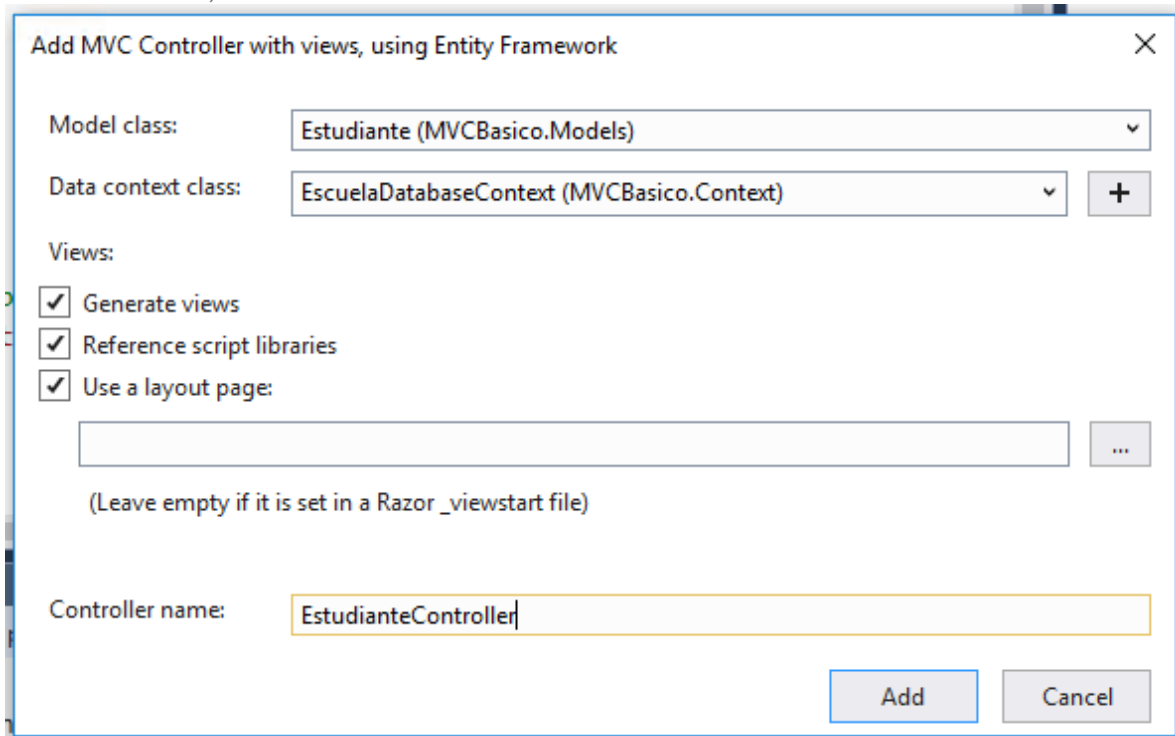 Add MVC Controller with views, using Entity Framework
Model class: Estudiante (MVCBasico.Models)
Data context class: EscuelaDatabaseContext (MVCBasico.Context) +
Views:
Generate views
Reference script libraries
Use a layout page:
...
(Leave empty if it is set in a Razor _viewstart file)
Controller name: EstudianteController
Add Cancel